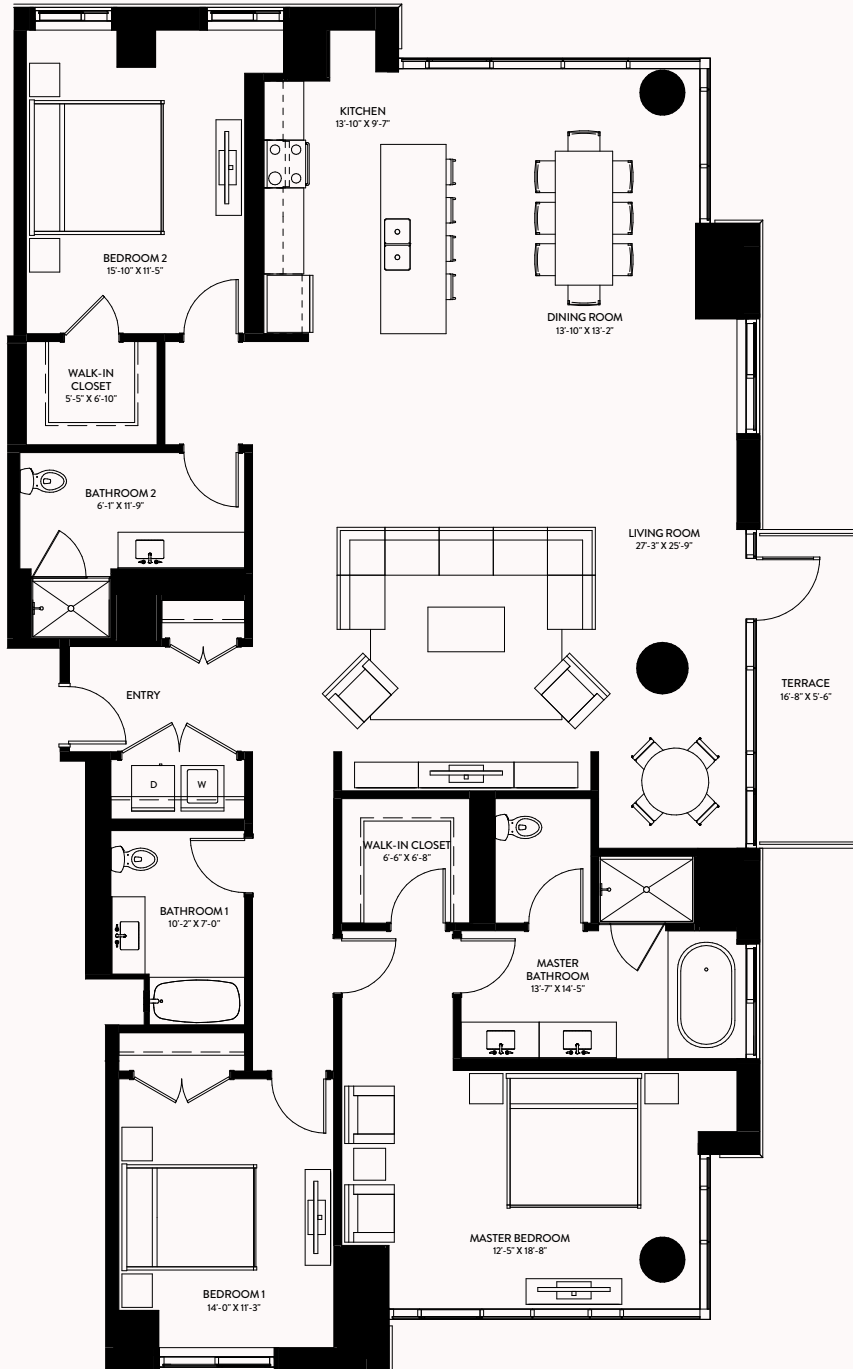 KITCHEN
13'-10" X 9'-7"
BEDROOM 2
15'-10" X 11'-5"
DINING ROOM
13'-10" X 13'-2"
WALK-IN
CLOSET
5'-5" X 6'-10"
BATHROOM 2
6'-1" X 11'-9"
LIVING ROOM
27'-3" X 25'-9"
ENTRY
TERRACE
16'-8" X 5'-6"
D
W
WALK-IN CLOSET
6'-6" X 6'-8"
BATHROOM 1
10'-2" X 7'-0"
MASTER
BATHROOM
13'-7" X 14'-5"
MASTER BEDROOM
12'-5" X 18'-8"
BEDROOM 1
14'-0" X 11'-3"